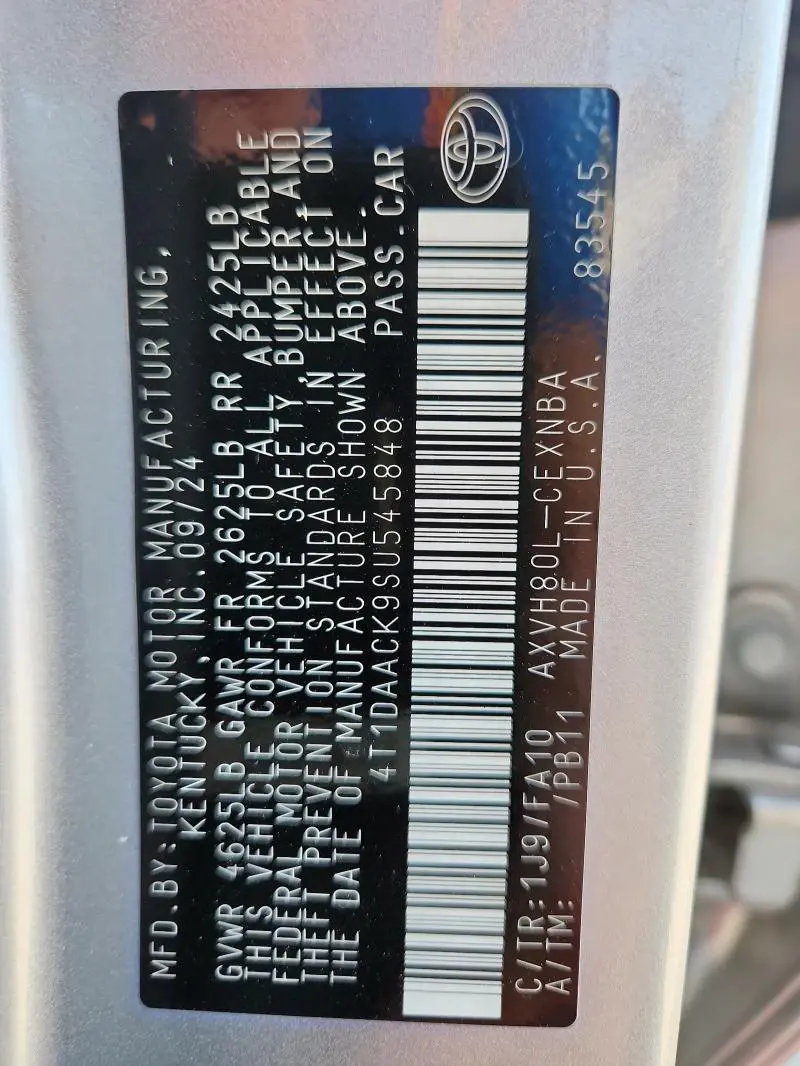 MFD.BY:TOYOTA MOTOR MANUFACTURING,
KENTUCKY, INC.09/24
GVWR 4625LB GAWR FR 2625LB RR 2425LB
THIS VEHICLE CONFORMS TO ALL APPLICABLE
FEDERAL MOTOR VEHICLE SAFETY, BUMPER, AND
THEFT PREVENTION STANDARDS IN EFFECT ON
THE DATE OF MANUFACTURE SHOWN ABOVE.
4T1DAACK9SU545848 PASS.CAR
C/TR:1J9/FA10 AXVH80L-CEXNBA
A/TM: /PB11 MADE IN U.S.A. 83545